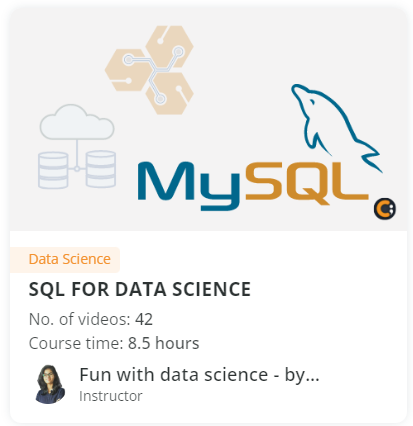 MySQL
Data Science
SQL FOR DATA SCIENCE
No. of videos: 42
Course time: 8.5 hours
Fun with data science - by...
Instructor